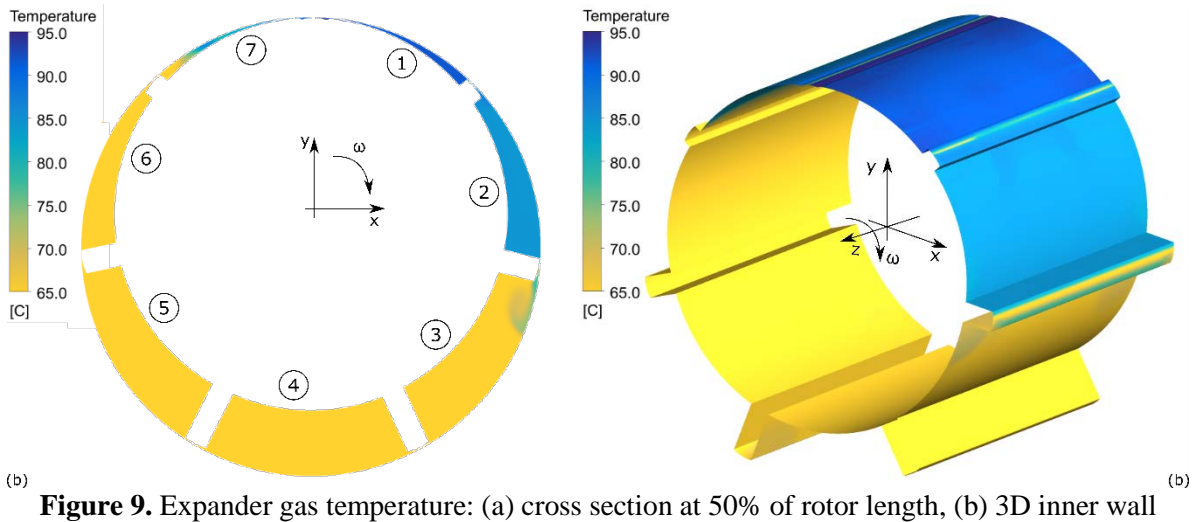 Temperature
95.0
90.0
85.0
80.0
75.0
70.0
65.0
[C]
7
1
6
2
y
ω
x
5
3
4
(b)
Temperature
95.0
90.0
85.0
80.0
75.0
70.0
65.0
[C]
y
z
ω
x
(b)
Figure 9. Expander gas temperature: (a) cross section at 50% of rotor length, (b) 3D inner wall